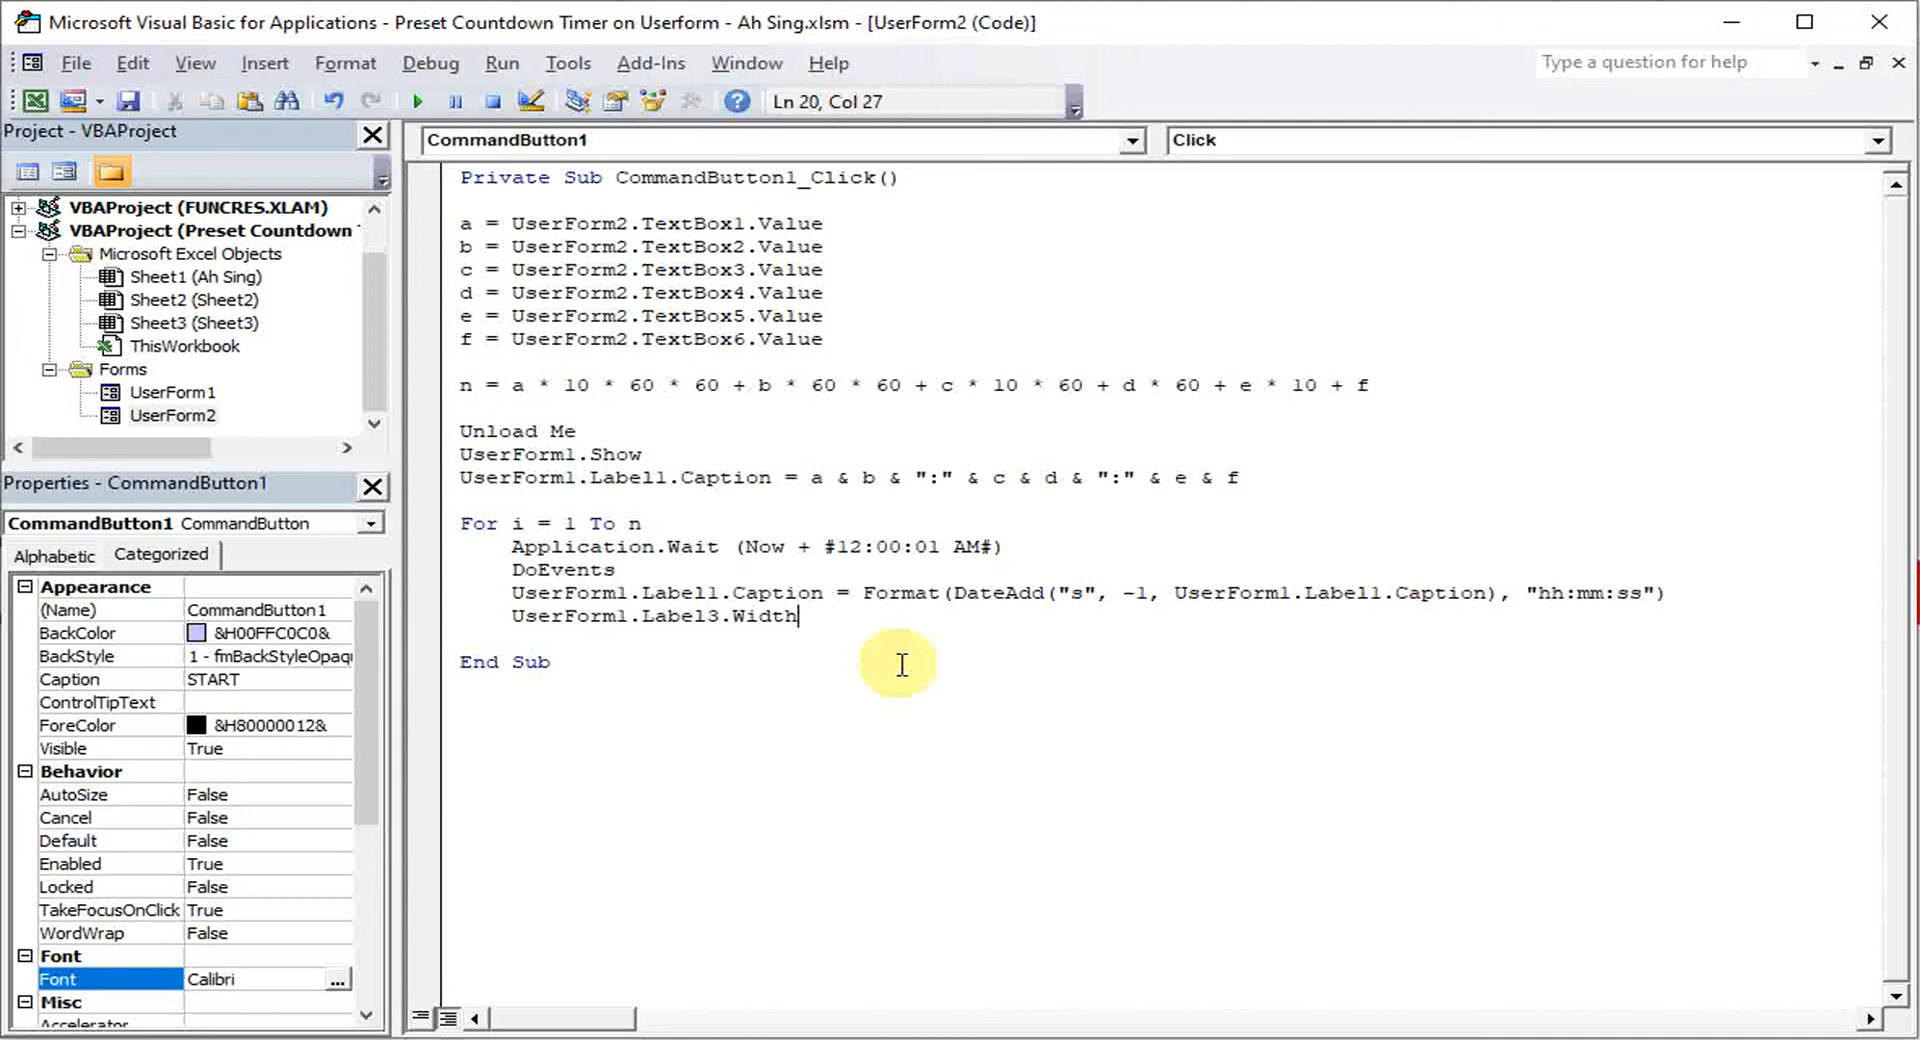 Microsoft Visual Basic for Applications - Preset Countdown Timer on Userform - Ah Sing.xlsm - [UserForm2 (Code)]
File Edit View Insert Format Debug Run Tools Add-Ins Window Help
Type a question for help
Ln 20, Col 27
Project - VBAProject
VBAProject (FUNCRES.XLAM)
VBAProject (Preset Countdown
Microsoft Excel Objects
Sheet1 (Ah Sing)
Sheet2 (Sheet2)
Sheet3 (Sheet3)
ThisWorkbook
Forms
UserForm1
UserForm2
Properties - CommandButton1
CommandButton1 CommandButton
Alphabetic Categorized
Appearance
(Name) CommandButton1
BackColor &H00FFC0C0&
BackStyle 1 - fmBackStyleOpaqu
Caption START
ControlTipText
ForeColor &H80000012&
Visible True
Behavior
AutoSize False
Cancel False
Default False
Enabled True
Locked False
TakeFocusOnClick True
WordWrap False
Font
Font Calibri ...
Misc
Accelerator
CommandButton1 Click
Private Sub CommandButton1_Click()
a = UserForm2.TextBox1.Value
b = UserForm2.TextBox2.Value
c = UserForm2.TextBox3.Value
d = UserForm2.TextBox4.Value
e = UserForm2.TextBox5.Value
f = UserForm2.TextBox6.Value
n = a * 10 * 60 * 60 + b * 60 * 60 + c * 10 * 60 + d * 60 + e * 10 + f
Unload Me
UserForm1.Show
UserForm1.Label1.Caption = a & b & ":" & c & d & ":" & e & f
For i = 1 To n
Application.Wait (Now + #12:00:01 AM#)
DoEvents
UserForm1.Label1.Caption = Format(DateAdd("s", -1, UserForm1.Label1.Caption), "hh:mm:ss")
UserForm1.Label3.Width
End Sub